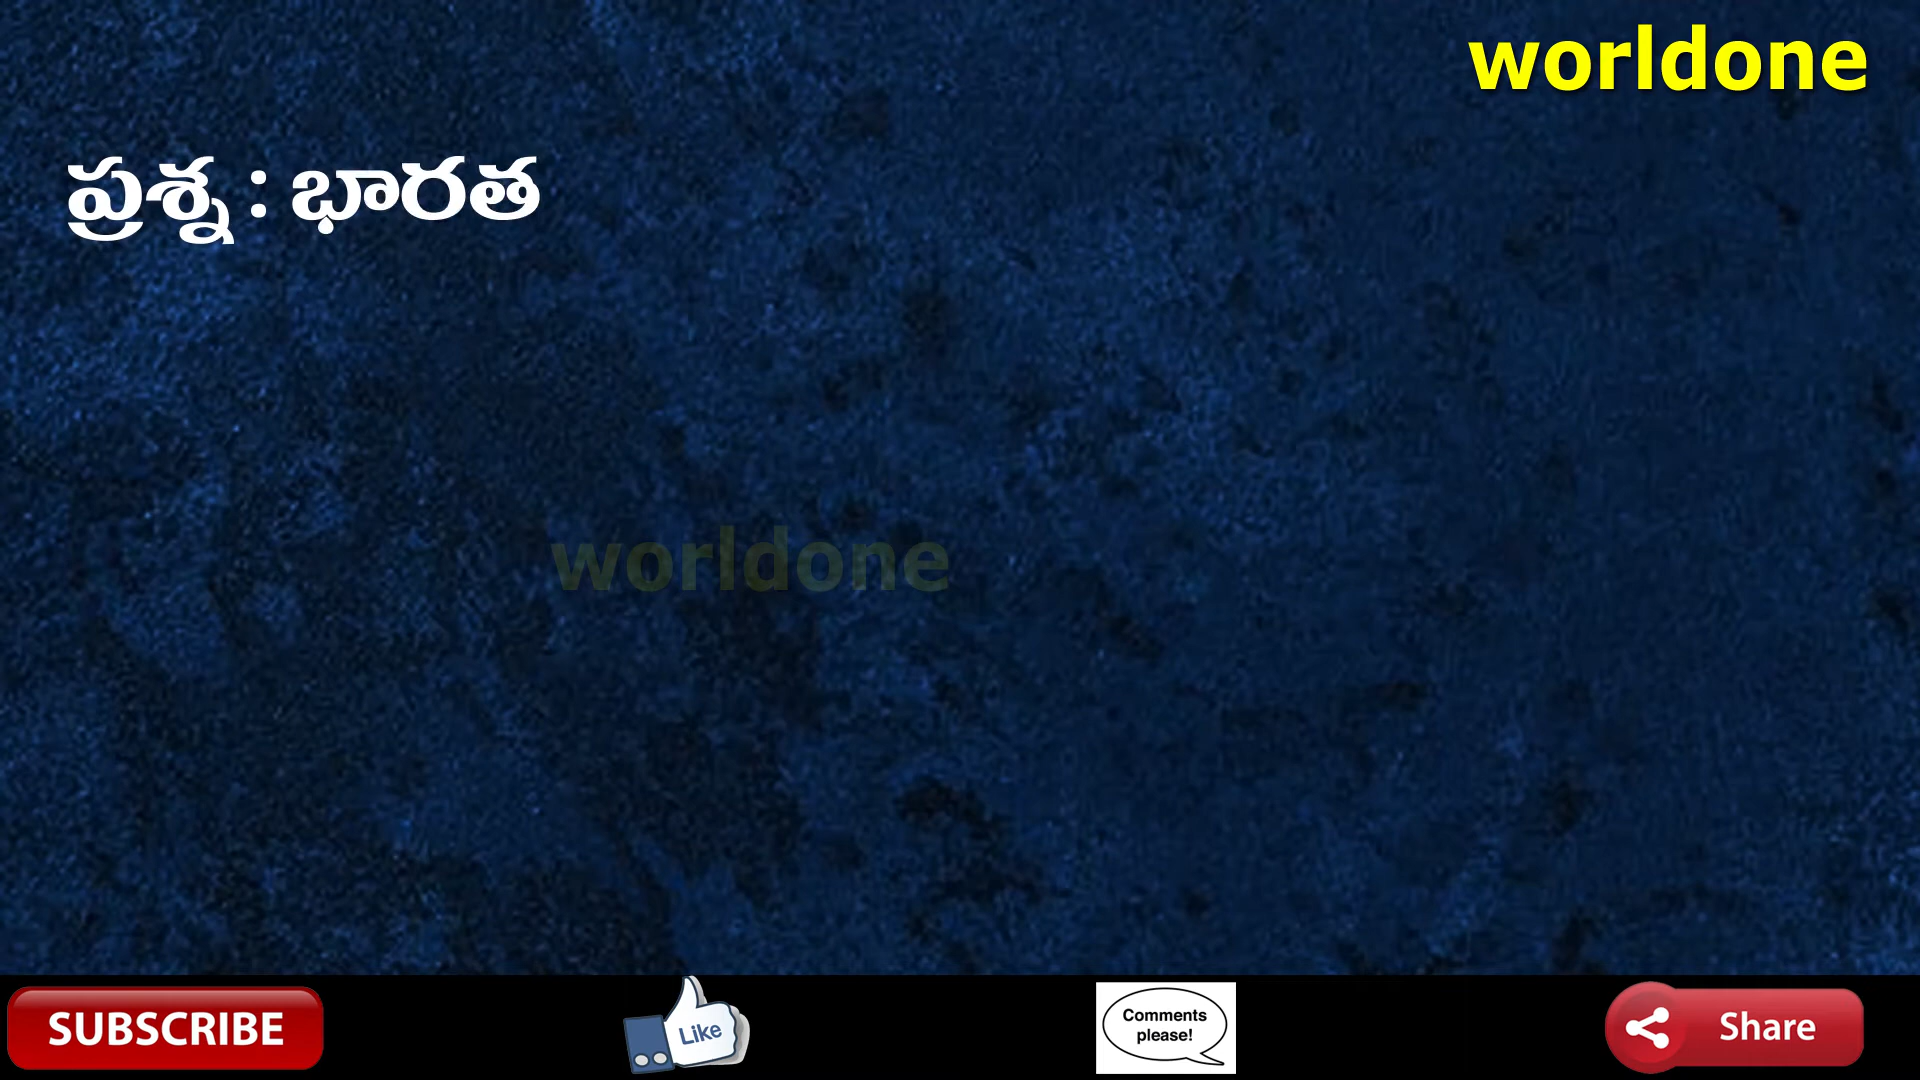 worldone
ప్రశ్న : భారత
worldone
SUBSCRIBE
Like
Comments
please!
Share